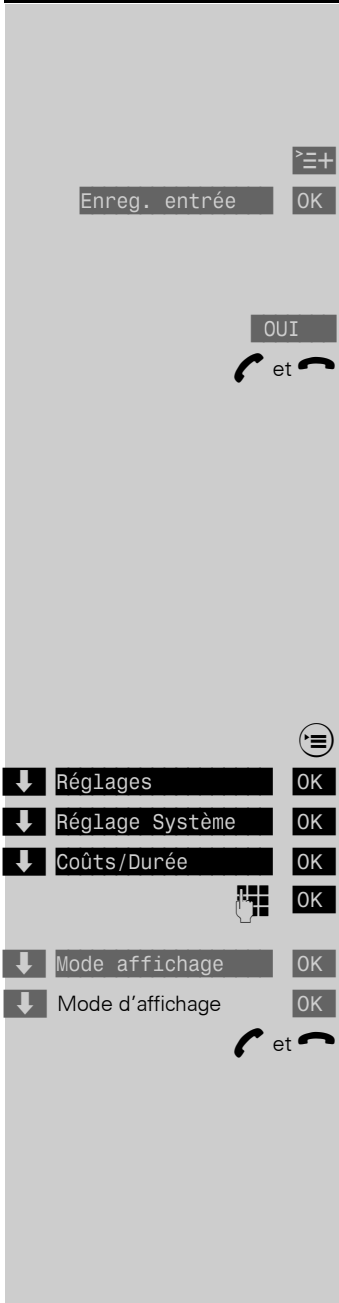 Enreg. entrée OK
OUI
et
Réglages OK
Réglage Système OK
Coûts/Durée OK
OK
Mode affichage OK
Mode d'affichage OK
et